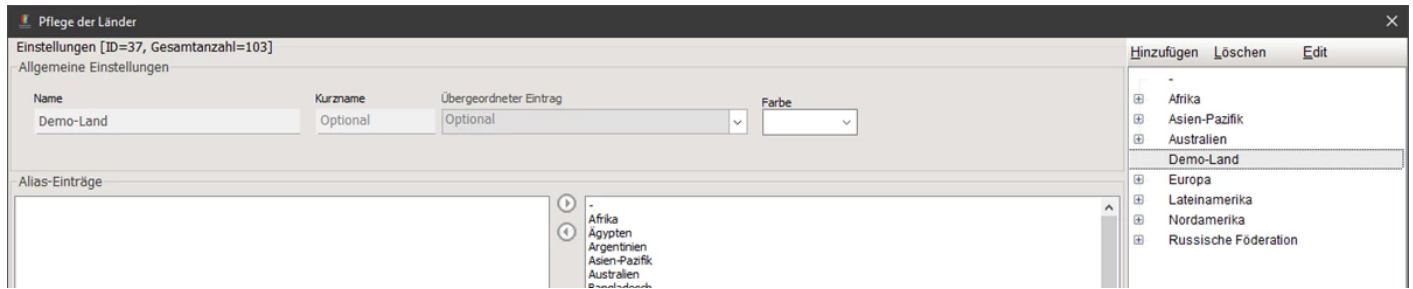 Pflege der Länder
Einstellungen [ID=37, Gesamtanzahl=103]
Allgemeine Einstellungen
Name
Kurzname
Übergeordneter Eintrag
Farbe
Demo-Land
Optional
Optional
Alias-Einträge
-
Afrika
Ägypten
Argentinien
Asien-Pazifik
Australien
Bangladesch
Hinzufügen Löschen Edit
-
Afrika
Asien-Pazifik
Australien
Demo-Land
Europa
Lateinamerika
Nordamerika
Russische Föderation